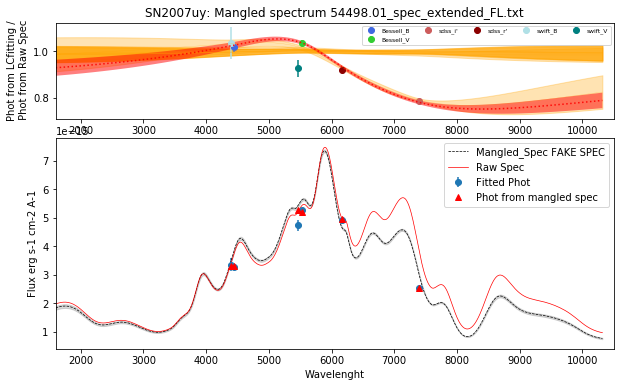 SN2007uy: Mangled spectrum 54498.01_spec_extended_FL.txt
Phot from LCfitting /
Phot from Raw Spec
1.0
0.8
Bessell_B
Bessell_V
sdss_i'
sdss_r'
swift_B
swift_V
2000 3000 4000 5000 6000 7000 8000 9000 10000
Flux erg s-1 cm-2 A-1
7
6
5
4
3
2
1
Mangled_Spec FAKE SPEC
Raw Spec
Fitted Phot
Phot from mangled spec
2000 3000 4000 5000 6000 7000 8000 9000 10000
Wavelenght